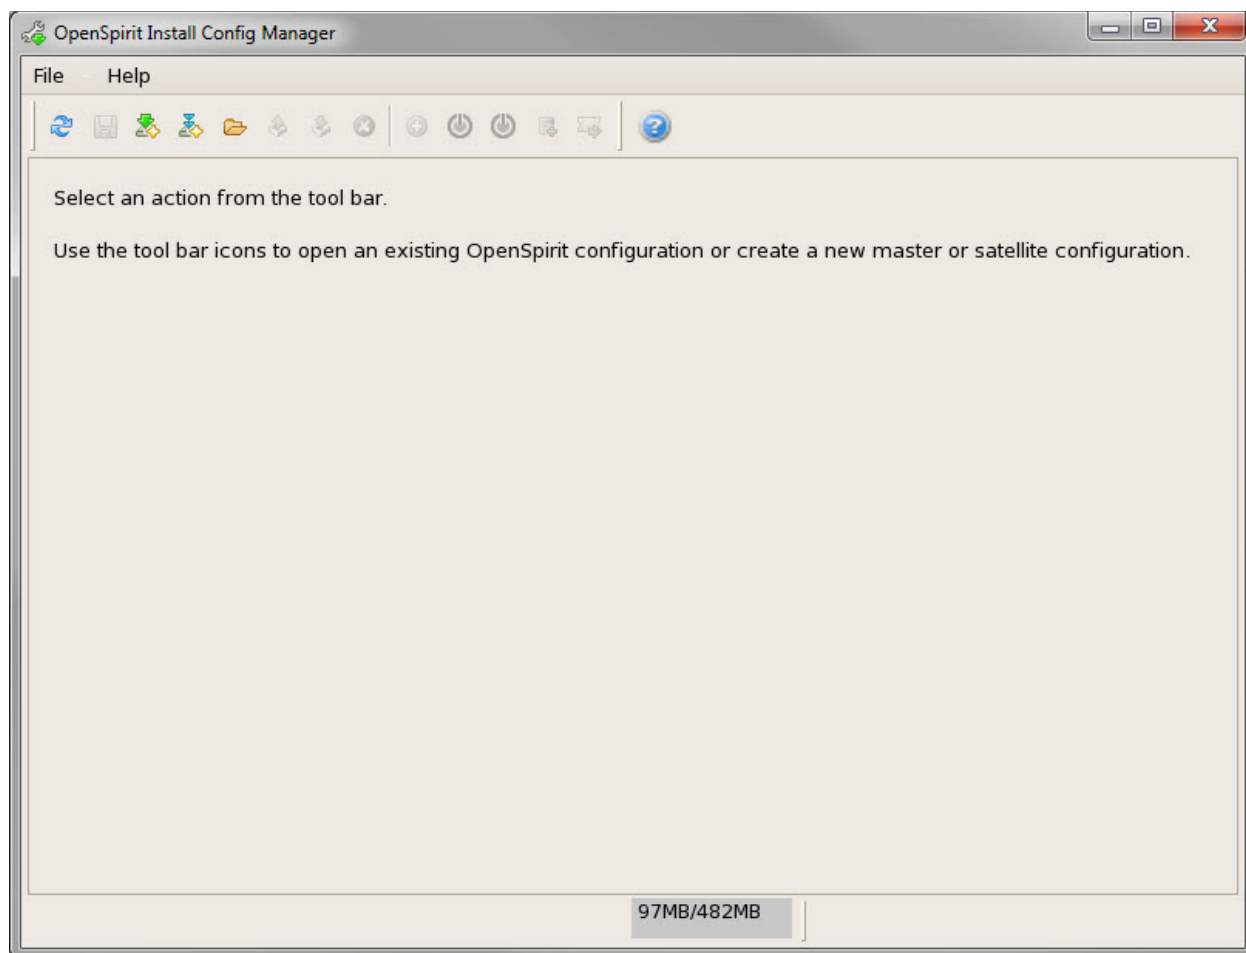 OpenSpirit Install Config Manager
File Help
Select an action from the tool bar.
Use the tool bar icons to open an existing OpenSpirit configuration or create a new master or satellite configuration.
97MB/482MB